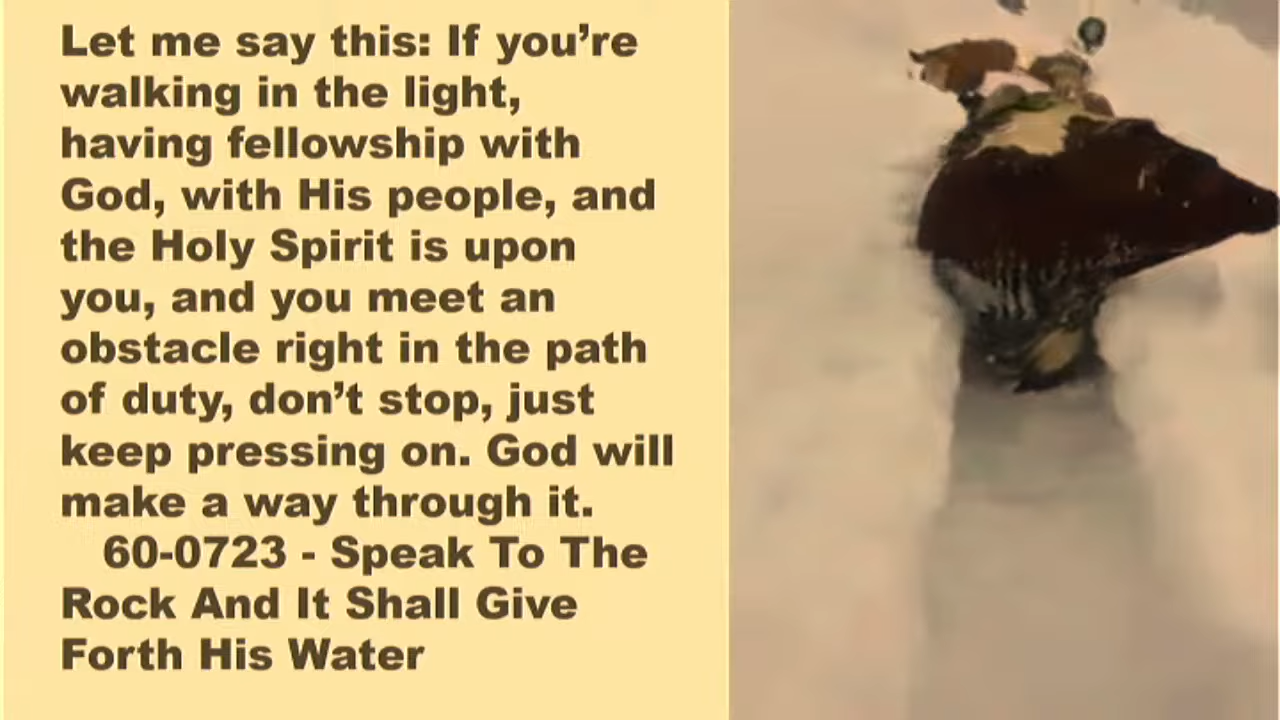 Let me say this: If you’re
walking in the light,
having fellowship with
God, with His people, and
the Holy Spirit is upon
you, and you meet an
obstacle right in the path
of duty, don’t stop, just
keep pressing on. God will
make a way through it.
60-0723 - Speak To The
Rock And It Shall Give
Forth His Water